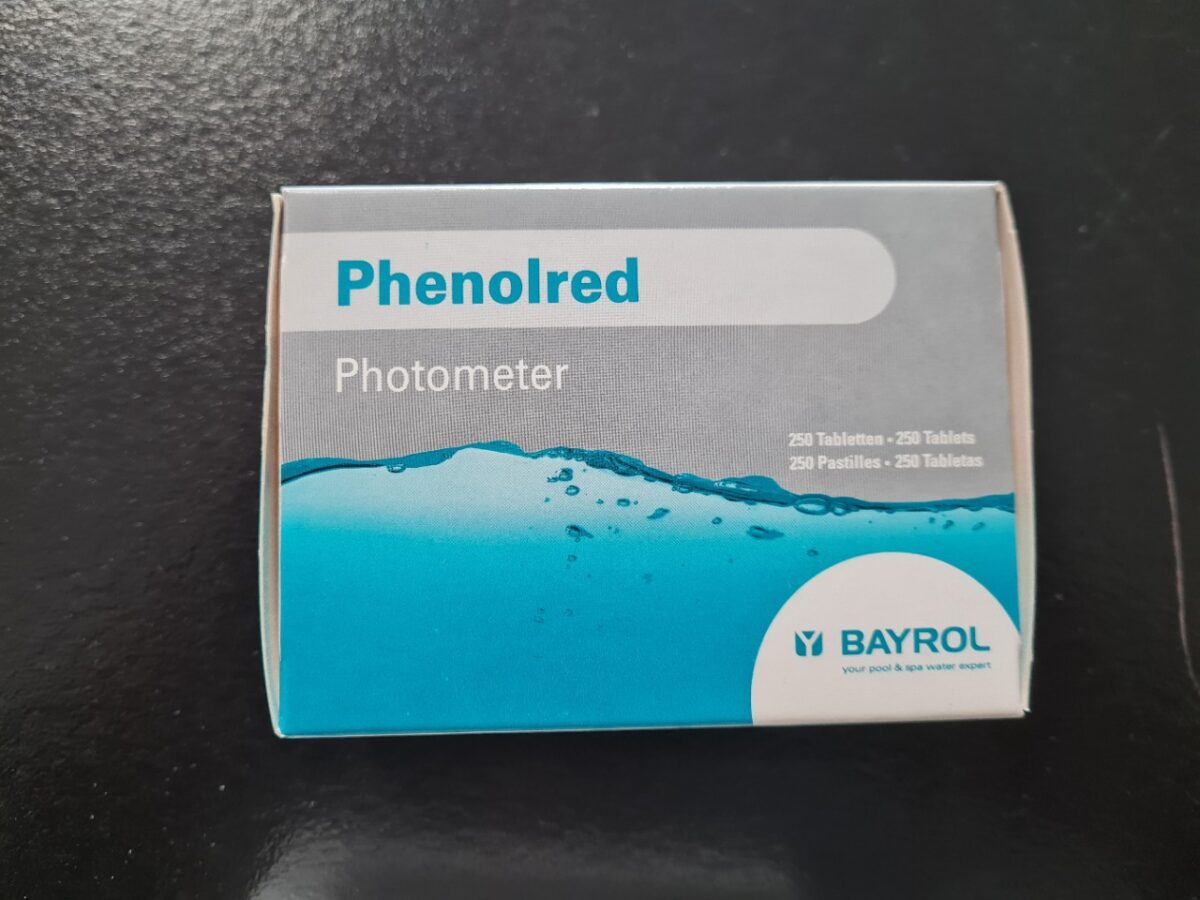 Phenolred
Photometer
250 Tabletten • 250 Tablets
250 Pastilles • 250 Tabletas
BAYROL
your pool & spa water expert